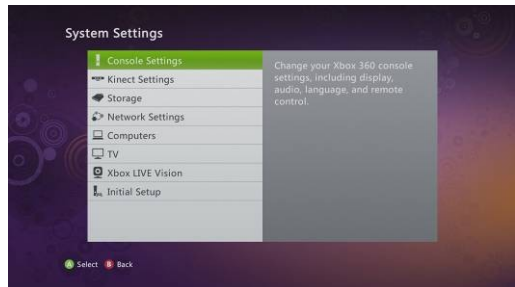 System Settings
Console Settings
Kinect Settings
Storage
Network Settings
Computers
TV
Xbox LIVE Vision
Initial Setup
Change your Xbox 360 console
settings, including display,
audio, language, and remote
control.
A Select B Back